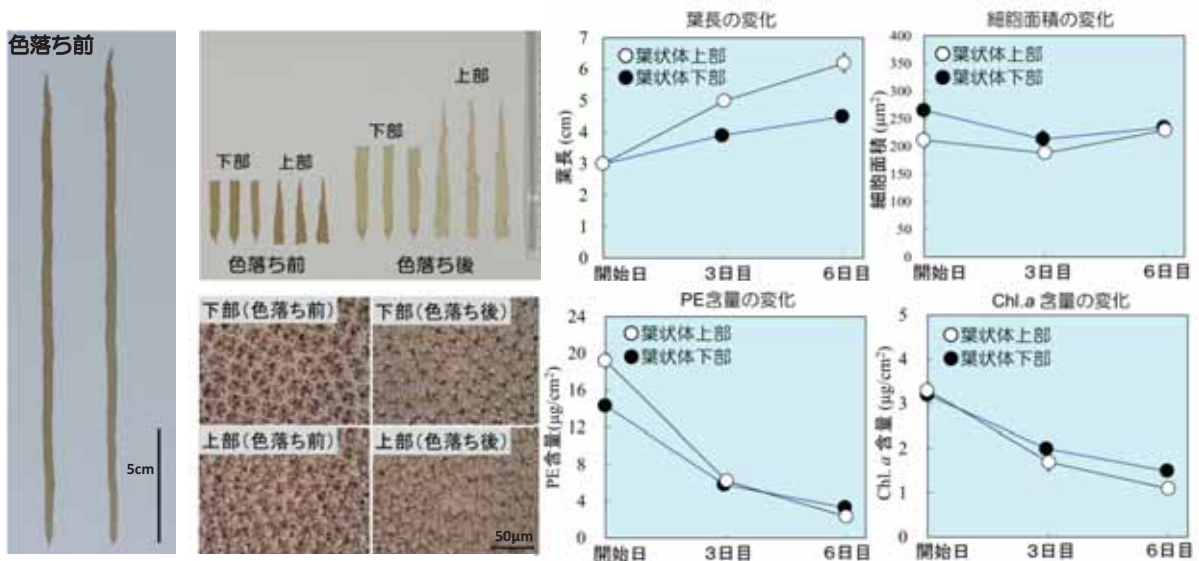 色落ち前
5cm
下部
上部
下部
上部
色落ち前
色落ち後
下部(色落ち前)
下部(色落ち後)
上部(色落ち前)
上部(色落ち後)
50μm
葉長の変化
7
6
5
4
3
2
1
0
葉長 (cm)
○葉状体上部
●葉状体下部
開始日
3日目
6日目
細胞面積の変化
400
350
300
250
200
150
100
50
0
細胞面積 (μm²)
○葉状体上部
●葉状体下部
開始日
3日目
6日目
PE含量の変化
24
20
16
12
8
4
0
PE含量(μg/cm²)
○葉状体上部
●葉状体下部
開始日
3日目
6日目
Chl.a 含量の変化
5
4
3
2
1
0
Chl. a 含量 (μg/cm²)
○葉状体上部
●葉状体下部
開始日
3日目
6日目